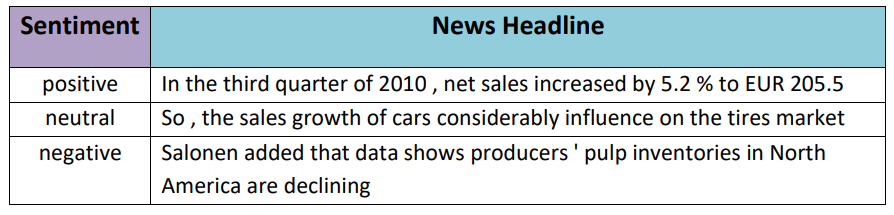 Sentiment News Headline
positive In the third quarter of 2010 , net sales increased by 5.2 % to EUR 205.5
neutral So , the sales growth of cars considerably influence on the tires market
negative Salonen added that data shows producers ' pulp inventories in North
America are declining